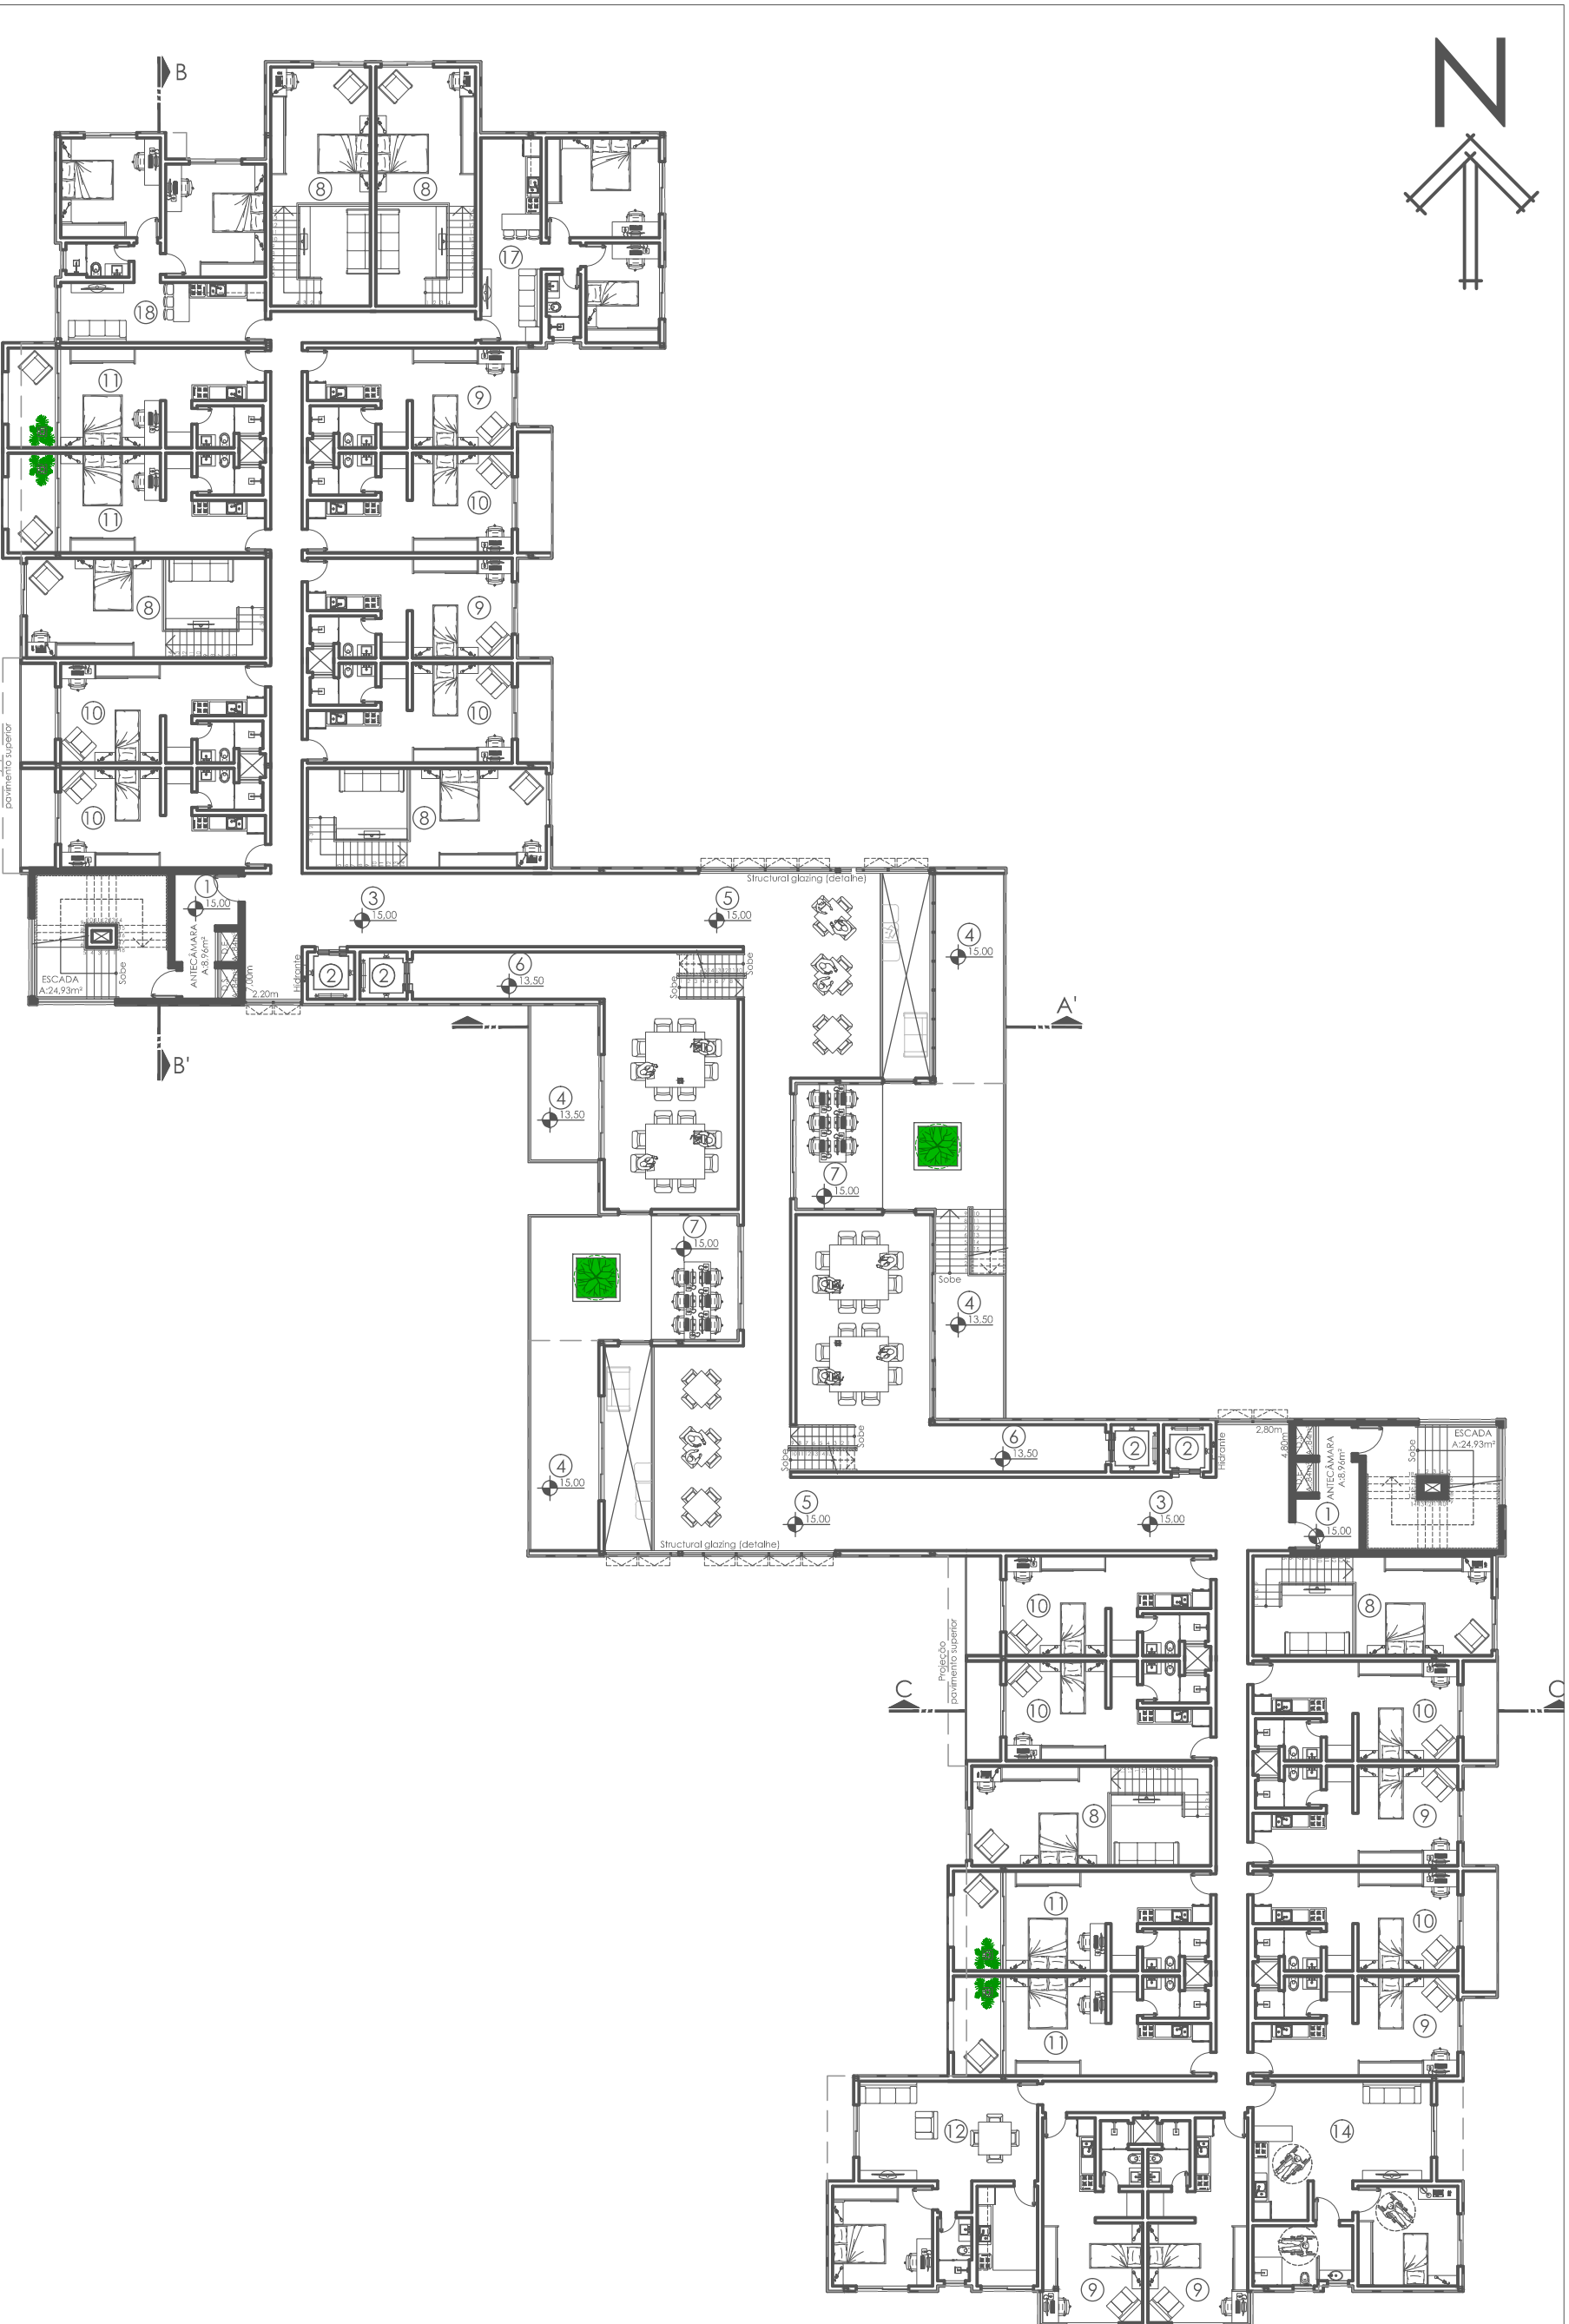 N
B
8
8
17
18
11
9
11
10
8
9
10
10
pavimento superior
10
8
1
15,00
3
15,00
5
15,00
Structural glazing (detalhe)
4
15,00
ANTECÂMARA
A:8,96m²
ESCADA
A:24,93m²
Sobe
2,20m
Hidrante
2
2
6
13,50
Sobe
Sobe
A'
B'
4
13,50
7
15,00
7
15,00
Sobe
4
13,50
4
15,00
Sobe
Sobe
6
13,50
2
2
Hidrante
2,80m
4,80m
ANTECÂMARA
A:8,96m²
Sobe
ESCADA
A:24,93m²
5
15,00
3
15,00
1
15,00
Structural glazing (detalhe)
10
8
Projeção
pavimento superior
C
10
10
C
8
9
11
10
11
9
12
14
9
9